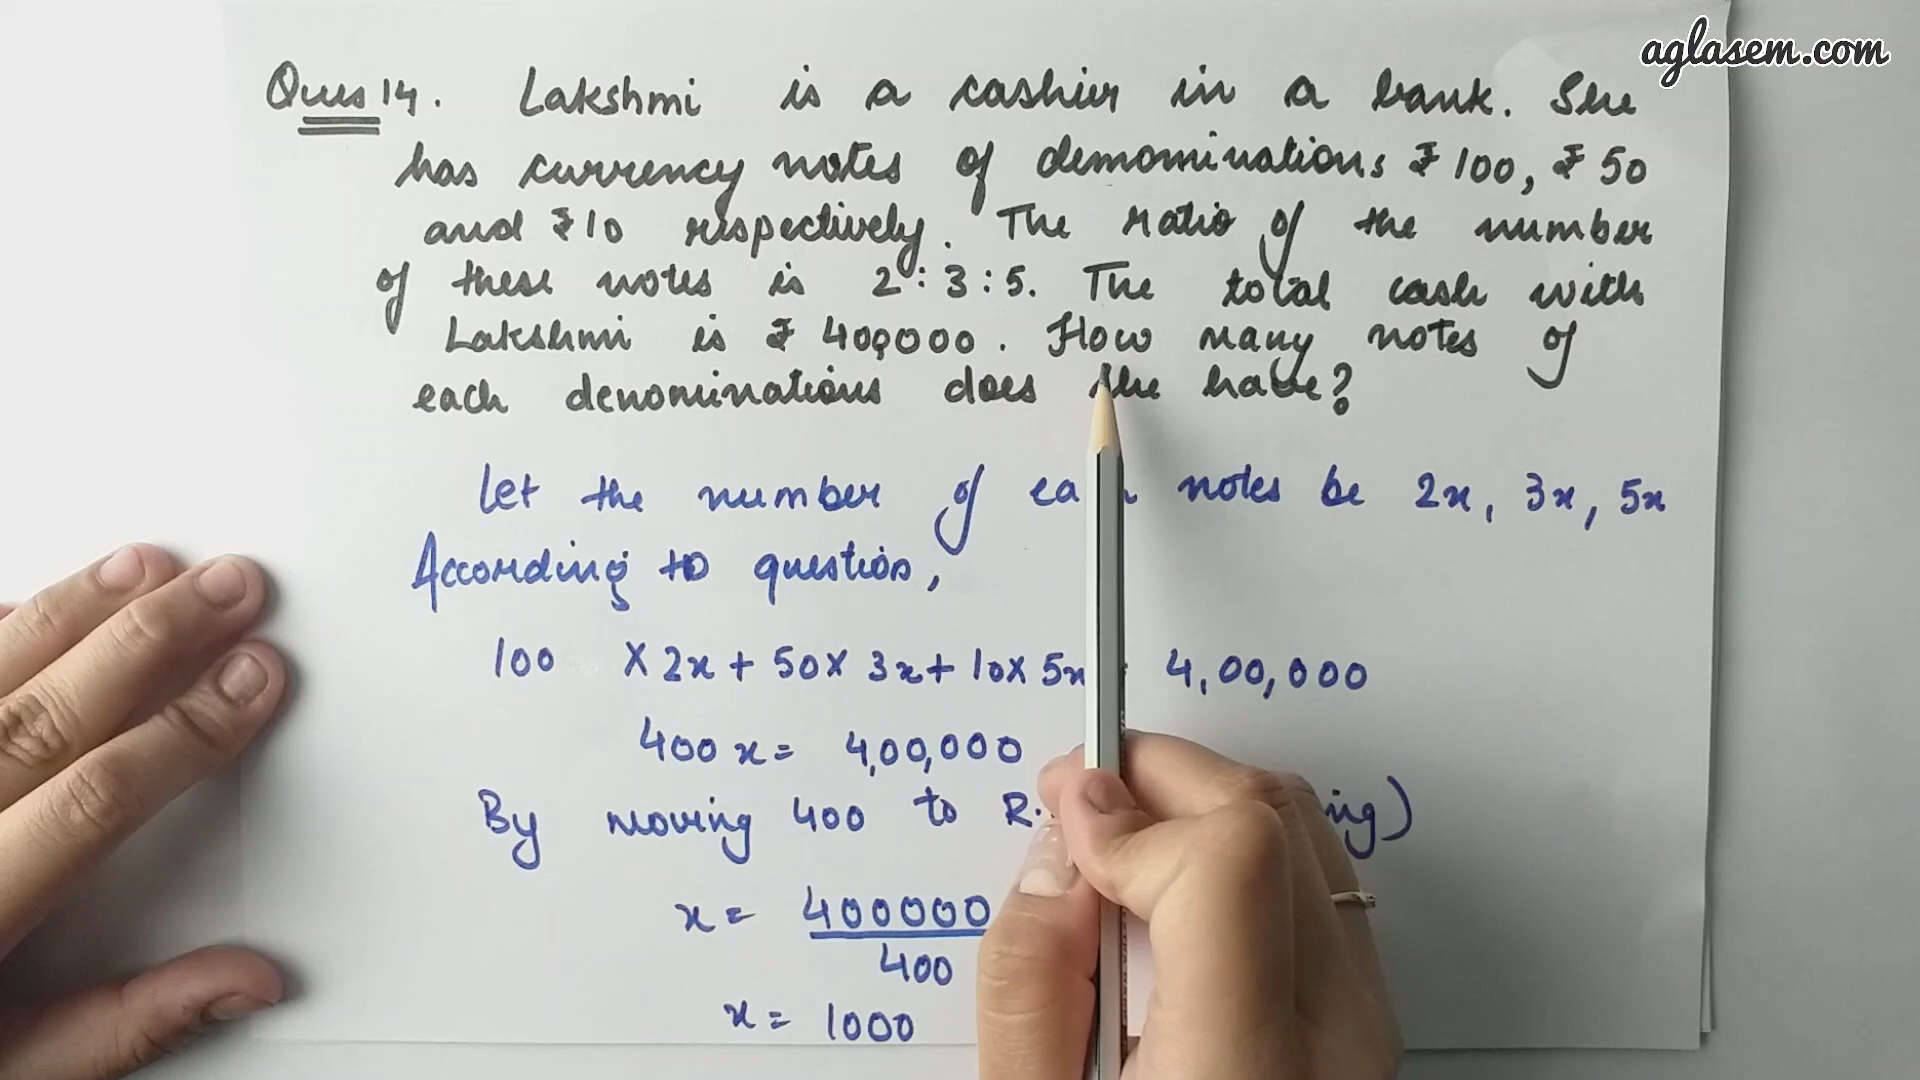 aglasem.com
Ques 14. Lakshmi is a cashier in a bank. She
has currency notes of denominations ₹ 100, ₹ 50
and ₹ 10 respectively. The ratio of the number
of these notes is 2 : 3 : 5. The total cash with
Lakshmi is ₹ 400000. How many notes of
each denominations does she have?
Let the number of notes be 2x, 3x, 5x
According to question,
100 X 2x + 50 x 3x + 10 x 5x 4,00,000
400 x = 4,00,000
By moving 400 to R.
x = 400000
400
x = 1000